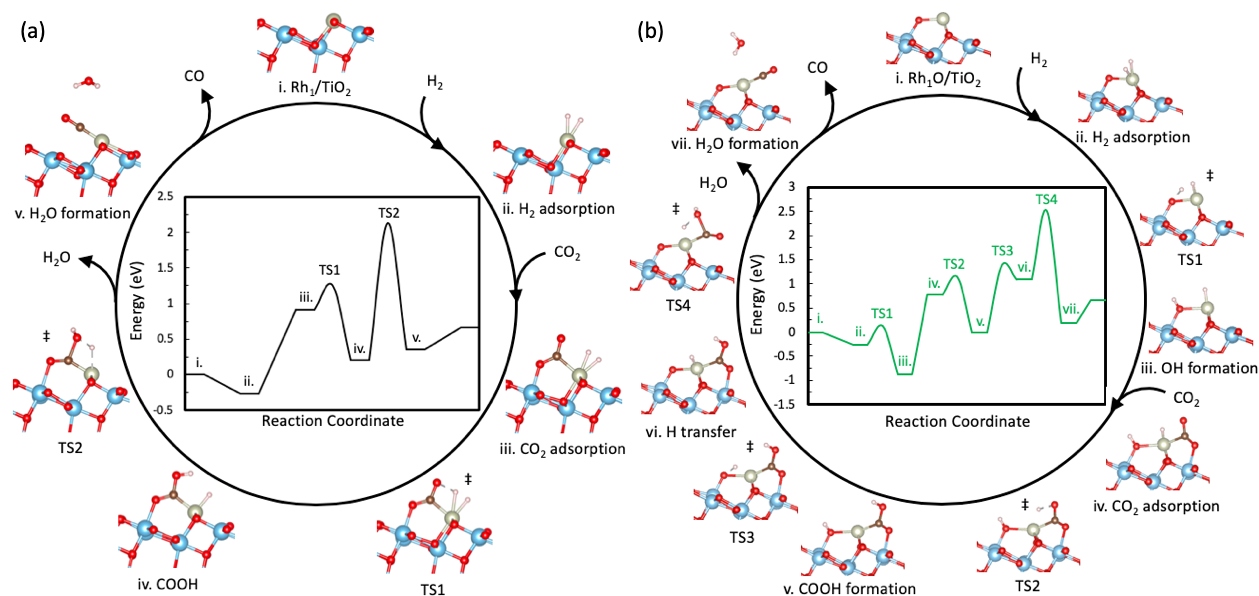 (a)
i. Rh₁/TiO₂
CO
H₂
ii. H₂ adsorption
CO₂
iii. CO₂ adsorption
‡
TS1
iv. COOH
‡
TS2
H₂O
v. H₂O formation
Energy (eV)
2.5
2
1.5
1
0.5
0
-0.5
i.
ii.
iii.
TS1
iv.
TS2
v.
Reaction Coordinate
(b)
i. Rh₁O/TiO₂
CO
H₂
ii. H₂ adsorption
‡
TS1
iii. OH formation
CO₂
iv. CO₂ adsorption
‡
TS2
v. COOH formation
‡
TS3
vi. H transfer
‡
TS4
H₂O
vii. H₂O formation
Energy (eV)
3
2.5
2
1.5
1
0.5
0
-0.5
-1
-1.5
i.
ii.
TS1
iii.
iv.
TS2
v.
TS3
vi.
TS4
vii.
Reaction Coordinate